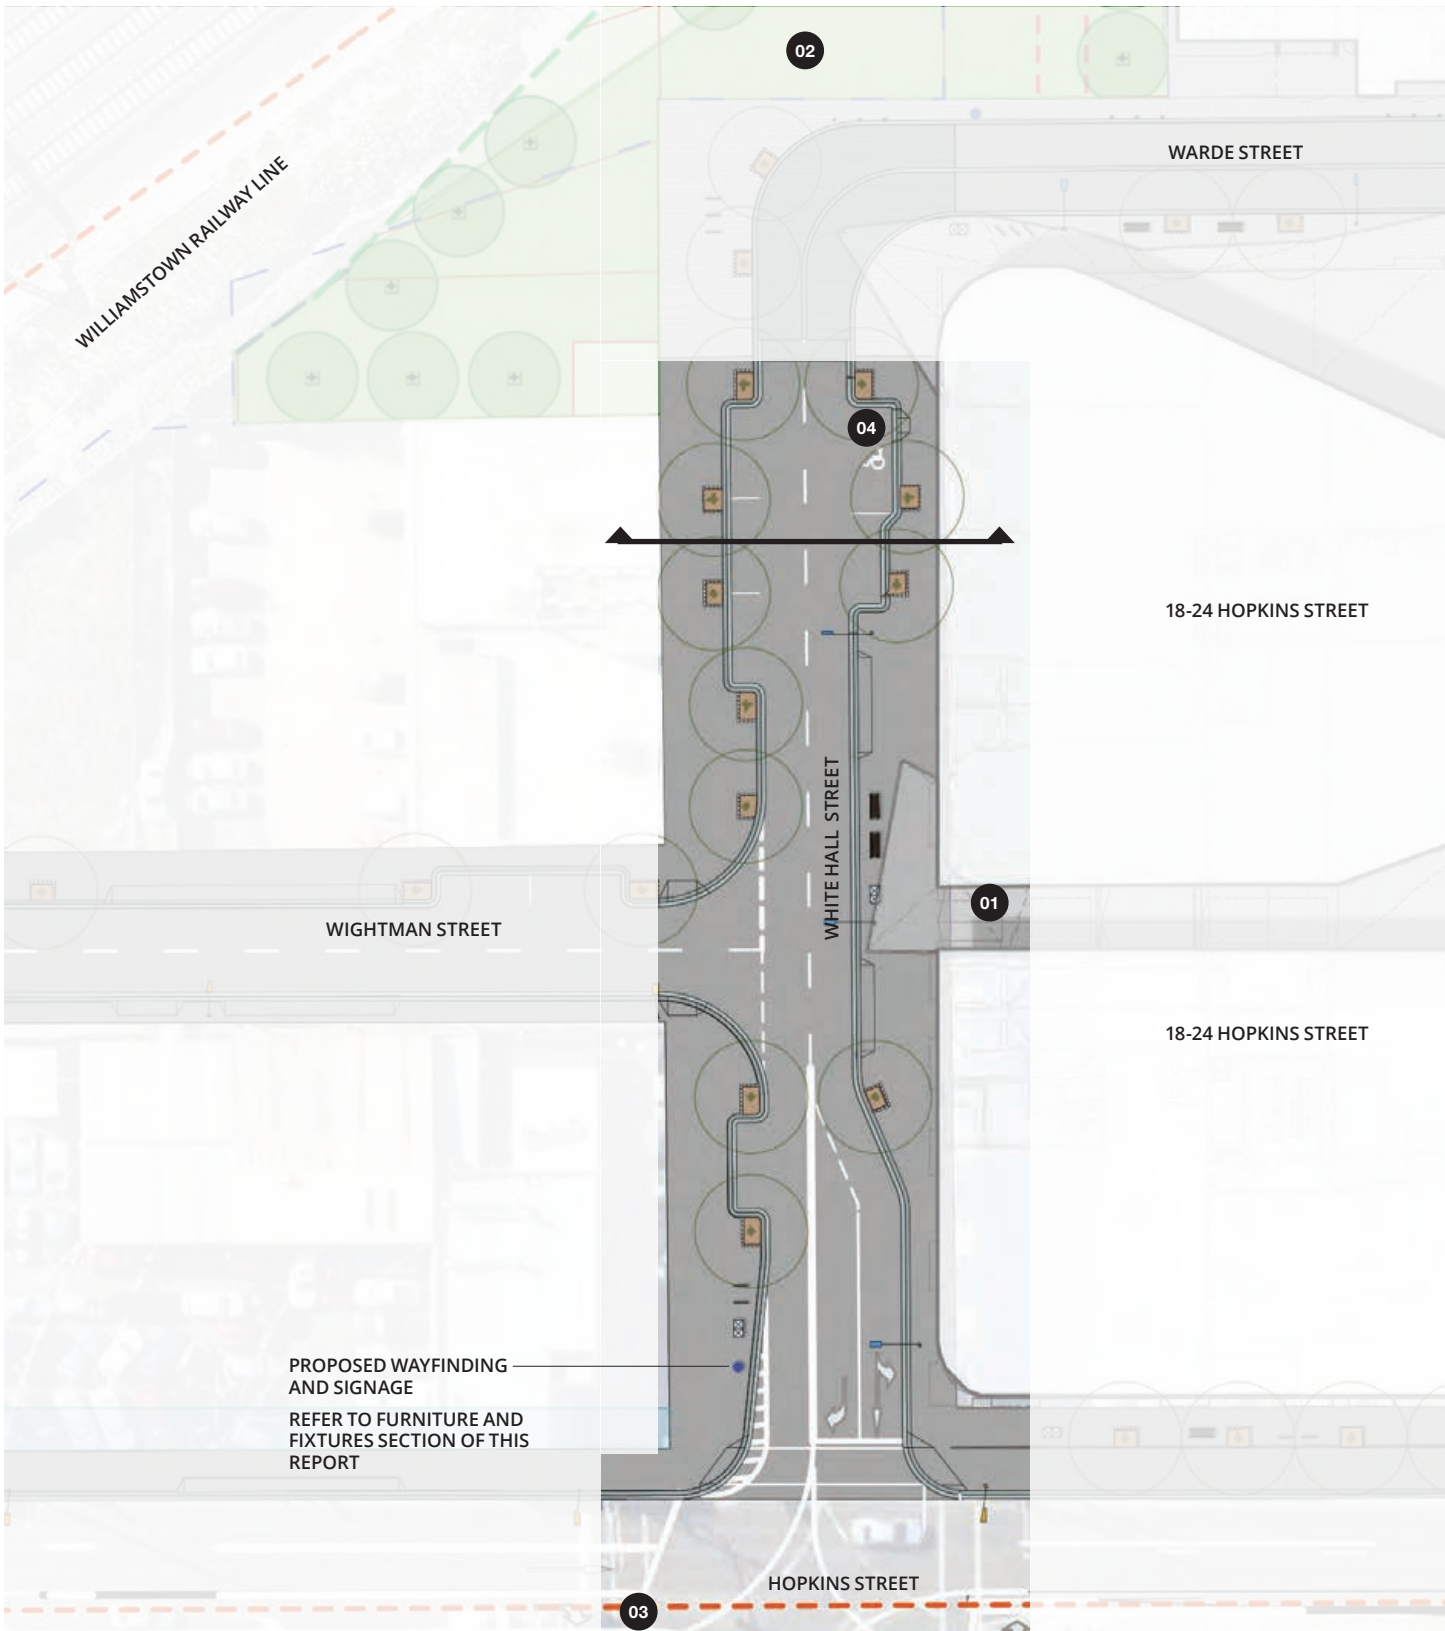 02
WARDE STREET
WILLIAMSTOWN RAILWAY LINE
04
18-24 HOPKINS STREET
WHITE HALL STREET
01
WIGHTMAN STREET
18-24 HOPKINS STREET
PROPOSED WAYFINDING
AND SIGNAGE
REFER TO FURNITURE AND
FIXTURES SECTION OF THIS
REPORT
HOPKINS STREET
03